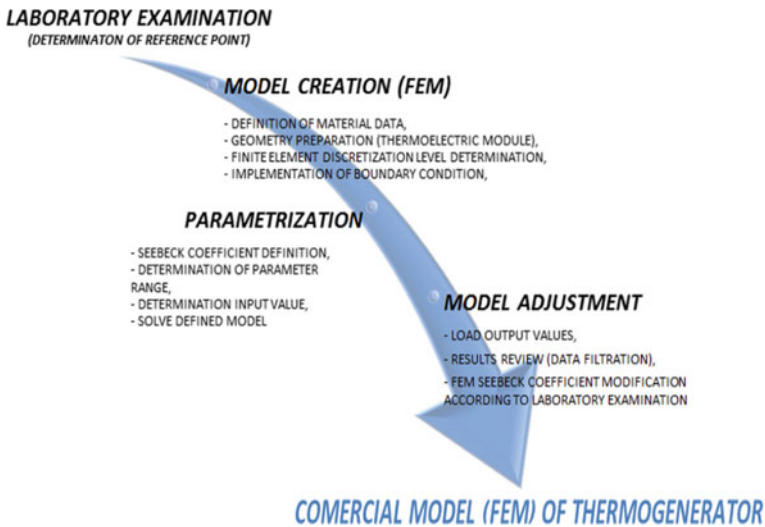 LABORATORY EXAMINATION
(DETERMINATON OF REFERENCE POINT)
MODEL CREATION (FEM)
- DEFINITION OF MATERIAL DATA,
- GEOMETRY PREPARATION (THERMOELECTRIC MODULE),
- FINITE ELEMENT DISCRETIZATION LEVEL DETERMINATION,
- IMPLEMENTATION OF BOUNDARY CONDITION,
PARAMETRIZATION
- SEEBECK COEFFICIENT DEFINITION,
- DETERMINATION OF PARAMETER
RANGE,
- DETERMINATION INPUT VALUE,
- SOLVE DEFINED MODEL
MODEL ADJUSTMENT
- LOAD OUTPUT VALUES,
- RESULTS REVIEW (DATA FILTRATION),
- FEM SEEBECK COEFFICIENT MODIFICATION
ACCORDING TO LABORATORY EXAMINATION
COMERCIAL MODEL (FEM) OF THERMOGENERATOR